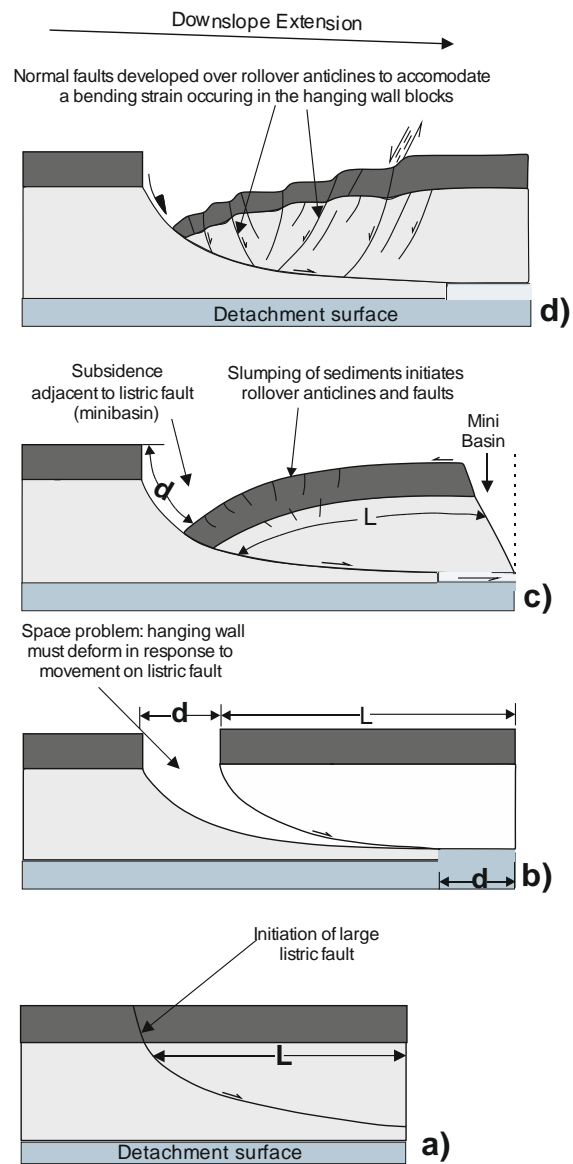 Downslope Extension
Normal faults developed over rollover anticlines to accomodate
a bending strain occuring in the hanging wall blocks
Detachment surface
d)
Subsidence
adjacent to listric fault
(minibasin)
Slumping of sediments initiates
rollover anticlines and faults
Mini
Basin
d
L
c)
Space problem: hanging wall
must deform in response to
movement on listric fault
d
L
d
b)
Initiation of large
listric fault
L
Detachment surface
a)